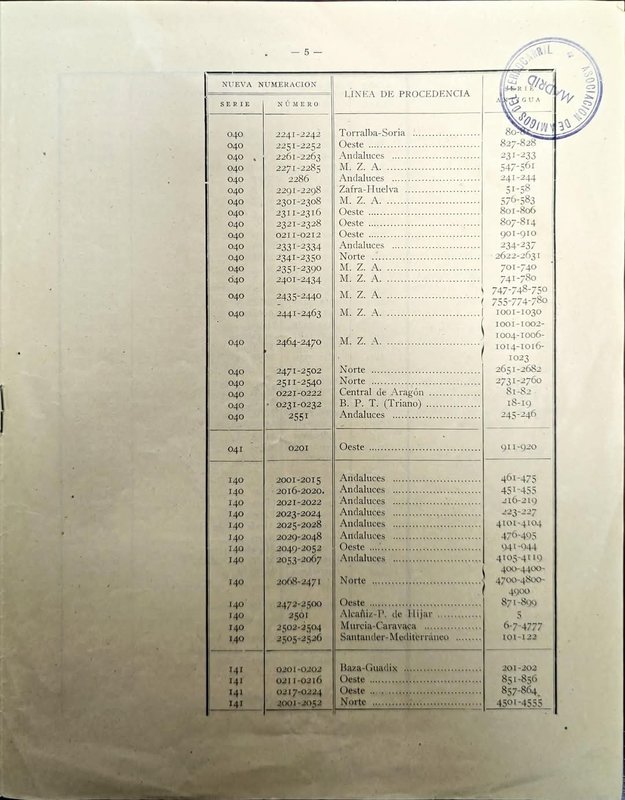 — 5 —
ASOCIACION DE AMIGOS DEL FERROCARRIL
MADRID
NUEVA NUMERACION LÍNEA DE PROCEDENCIA SERIE
SERIE NÚMERO ANTIGUA
040 2241-2242 Torralba-Soria .................... 80-81
040 2251-2252 Oeste .................... 827-828
040 2261-2263 Andaluces .................... 231-233
040 2271-2285 M. Z. A. .................... 547-561
040 2286 Andaluces .................... 241-244
040 2291-2298 Zafra-Huelva .................... 51-58
040 2301-2308 M. Z. A. .................... 576-583
040 2311-2316 Oeste .................... 801-806
040 2321-2328 Oeste .................... 807-814
040 0211-0212 Oeste .................... 901-910
040 2331-2334 Andaluces .................... 234-237
040 2341-2350 Norte .................... 2622-2631
040 2351-2390 M. Z. A. .................... 701-740
040 2401-2434 M. Z. A. .................... 741-780
040 2435-2440 M. Z. A. .................... 747-748-750
755-774-780
040 2441-2463 M. Z. A. .................... 1001-1030
1001-1002-
1004-1006-
040 2464-2470 M. Z. A. .................... 1014-1016-
1023
040 2471-2502 Norte .................... 2651-2682
040 2511-2540 Norte .................... 2731-2760
040 0221-0222 Central de Aragón .................... 81-82
040 0231-0232 B. P. T. (Triano) .................... 18-19
040 2551 Andaluces .................... 245-246
041 0201 Oeste .................... 911-920
140 2001-2015 Andaluces .................... 461-475
140 2016-2020. Andaluces .................... 451-455
140 2021-2022 Andaluces .................... 216-219
140 2023-2024 Andaluces .................... 223-227
140 2025-2028 Andaluces .................... 4101-4104
140 2029-2048 Andaluces .................... 476-495
140 2049-2052 Oeste .................... 941-944
140 2053-2067 Andaluces .................... 4105-4119
400-4400-
140 2068-2471 Norte .................... 4700-4800-
4900
140 2472-2500 Oeste .................... 871-899
140 2501 Alcañiz-P. de Híjar .................... 5
140 2502-2504 Murcia-Caravaca .................... 6-7-4777
140 2505-2526 Santander-Mediterráneo ........ 101-122
141 0201-0202 Baza-Guadix .................... 201-202
141 0211-0216 Oeste .................... 851-856
141 0217-0224 Oeste .................... 857-864
141 2001-2052 Norte .................... 4501-4555